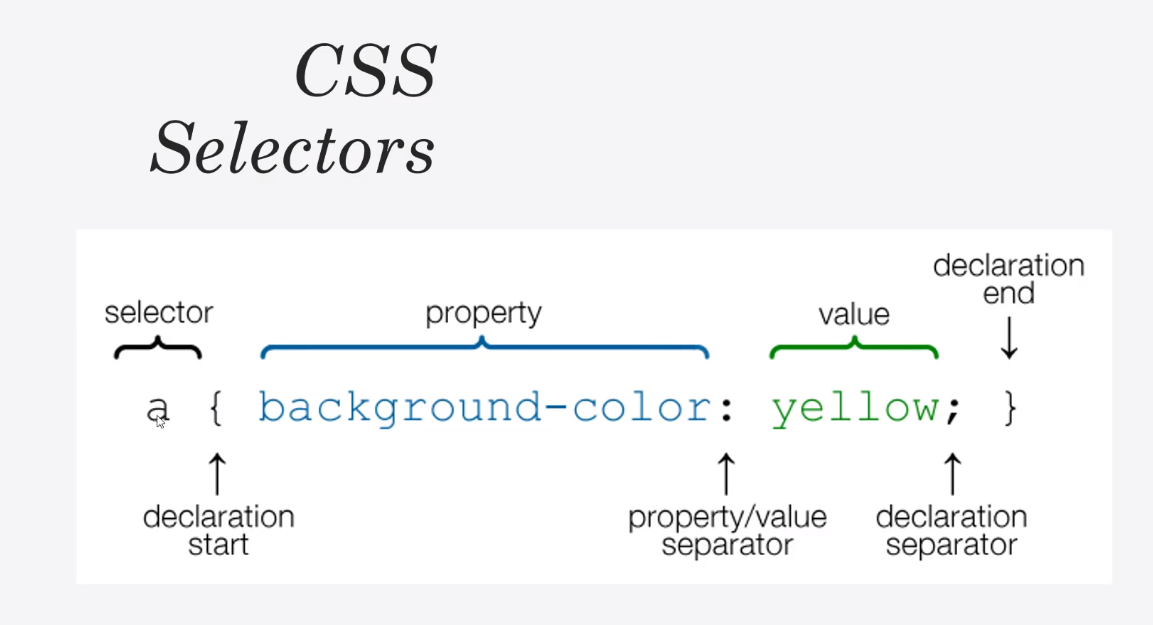 CSS
Selectors
declaration
end
selector
property
value
a { background-color: yellow; }
declaration
start
property/value
separator
declaration
separator